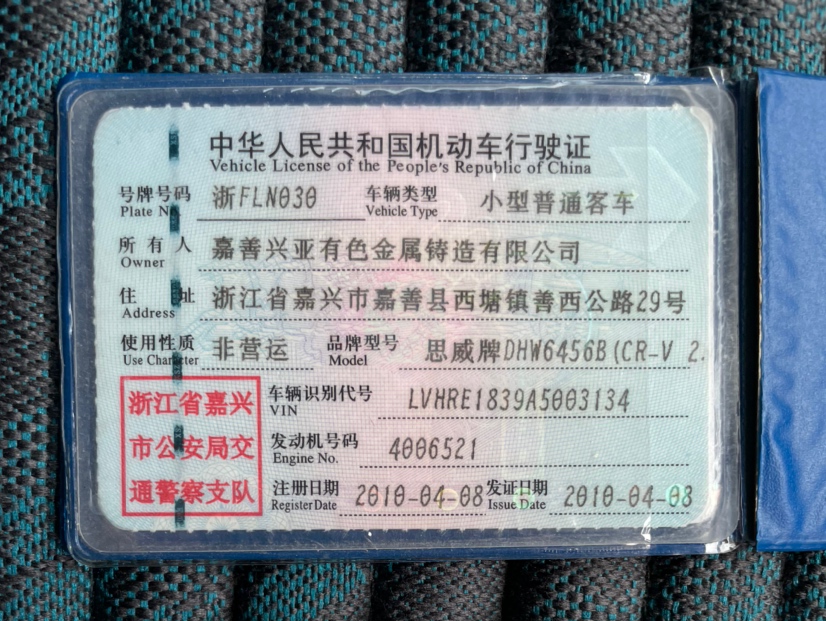 中华人民共和国机动车行驶证
Vehicle License of the People's Republic of China
号牌号码 浙FLN030 车辆类型 小型普通客车
Plate No. Vehicle Type
所有人 嘉善兴亚有色金属铸造有限公司
Owner
住址 浙江省嘉兴市嘉善县西塘镇善西公路29号
Address
使用性质 非营运 品牌型号 思威牌DHW6456B(CR-V 2.
Use Character Model
浙江省嘉兴
市公安局交
通警察支队
车辆识别代号 LVHRE1839A5003134
VIN
发动机号码 4006521
Engine No.
注册日期 2010-04-08 发证日期 2010-04-08
Register Date Issue Date